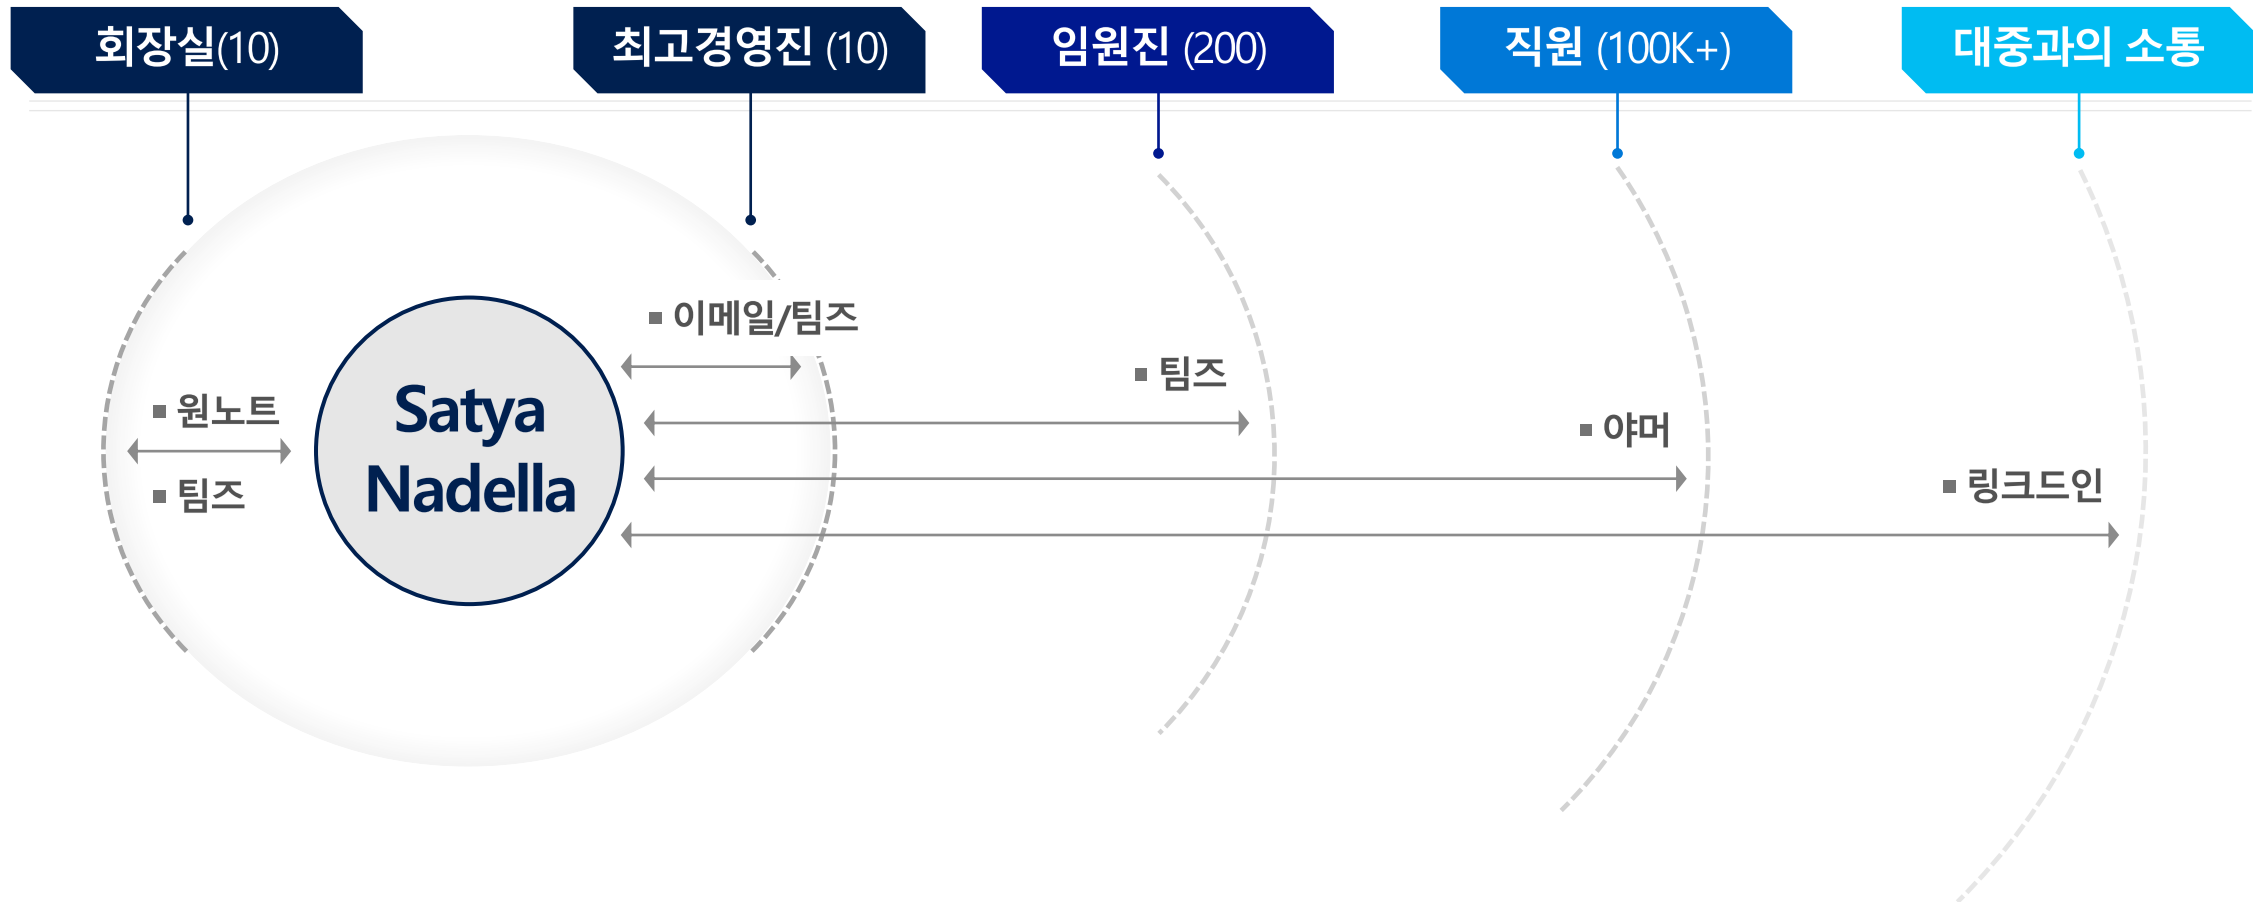 회장실(10)
최고경영진 (10)
임원진 (200)
직원 (100K+)
대중과의 소통
이메일/팀즈
팀즈
원노트
팀즈
Satya
Nadella
야머
링크드인